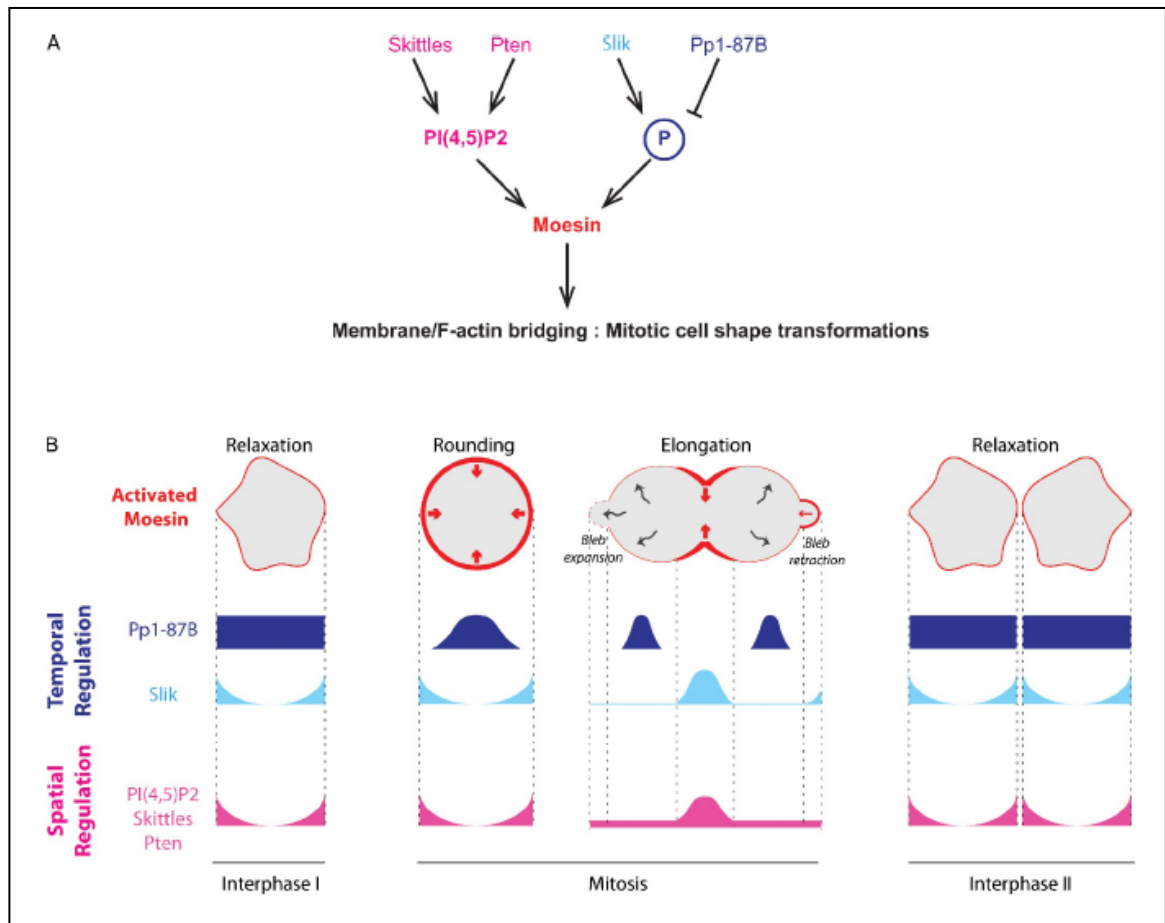 A
Skittles Pten Slik Pp1-87B
PI(4,5)P2 P
Moesin
Membrane/F-actin bridging : Mitotic cell shape transformations
B
Relaxation Rounding Elongation Relaxation
Activated
Moesin
Bleb
expansion
Bleb
retraction
Temporal
Regulation
Pp1-87B
Slik
Spatial
Regulation
PI(4,5)P2
Skittles
Pten
Interphase I Mitosis Interphase II